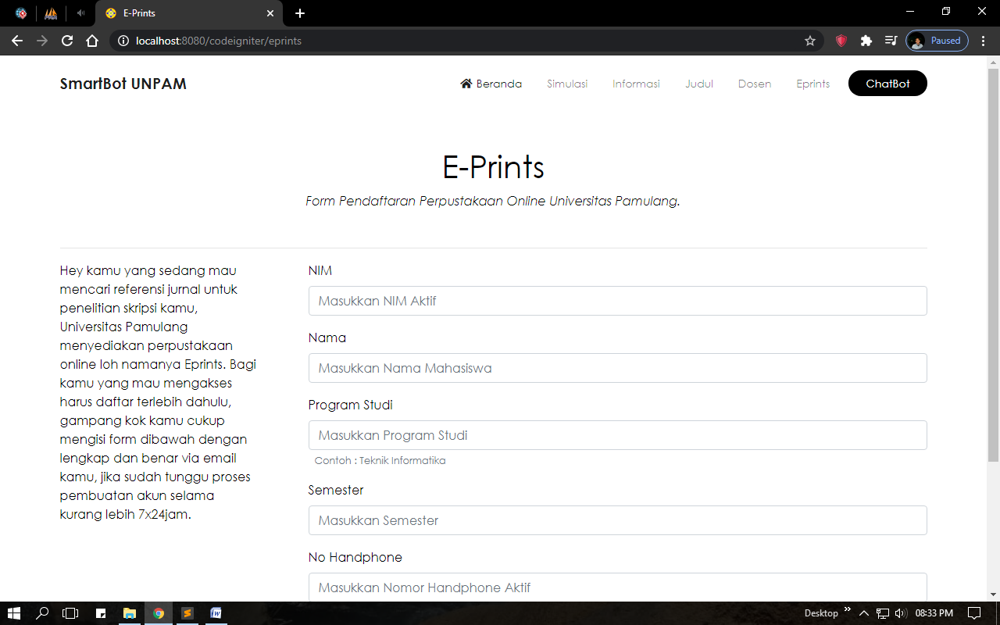 E-Prints
localhost:8080/codeigniter/eprints
Paused
SmartBot UNPAM
Beranda
Simulasi
Informasi
Judul
Dosen
Eprints
ChatBot
E-Prints
Form Pendaftaran Perpustakaan Online Universitas Pamulang.
Hey kamu yang sedang mau
mencari referensi jurnal untuk
penelitian skripsi kamu,
Universitas Pamulang
menyediakan perpustakaan
online loh namanya Eprints. Bagi
kamu yang mau mengakses
harus daftar terlebih dahulu,
gampang kok kamu cukup
mengisi form dibawah dengan
lengkap dan benar via email
kamu, jika sudah tunggu proses
pembuatan akun selama
kurang lebih 7x24jam.
NIM
Masukkan NIM Aktif
Nama
Masukkan Nama Mahasiswa
Program Studi
Masukkan Program Studi
Contoh : Teknik Informatika
Semester
Masukkan Semester
No Handphone
Masukkan Nomor Handphone Aktif
Desktop
08:33 PM